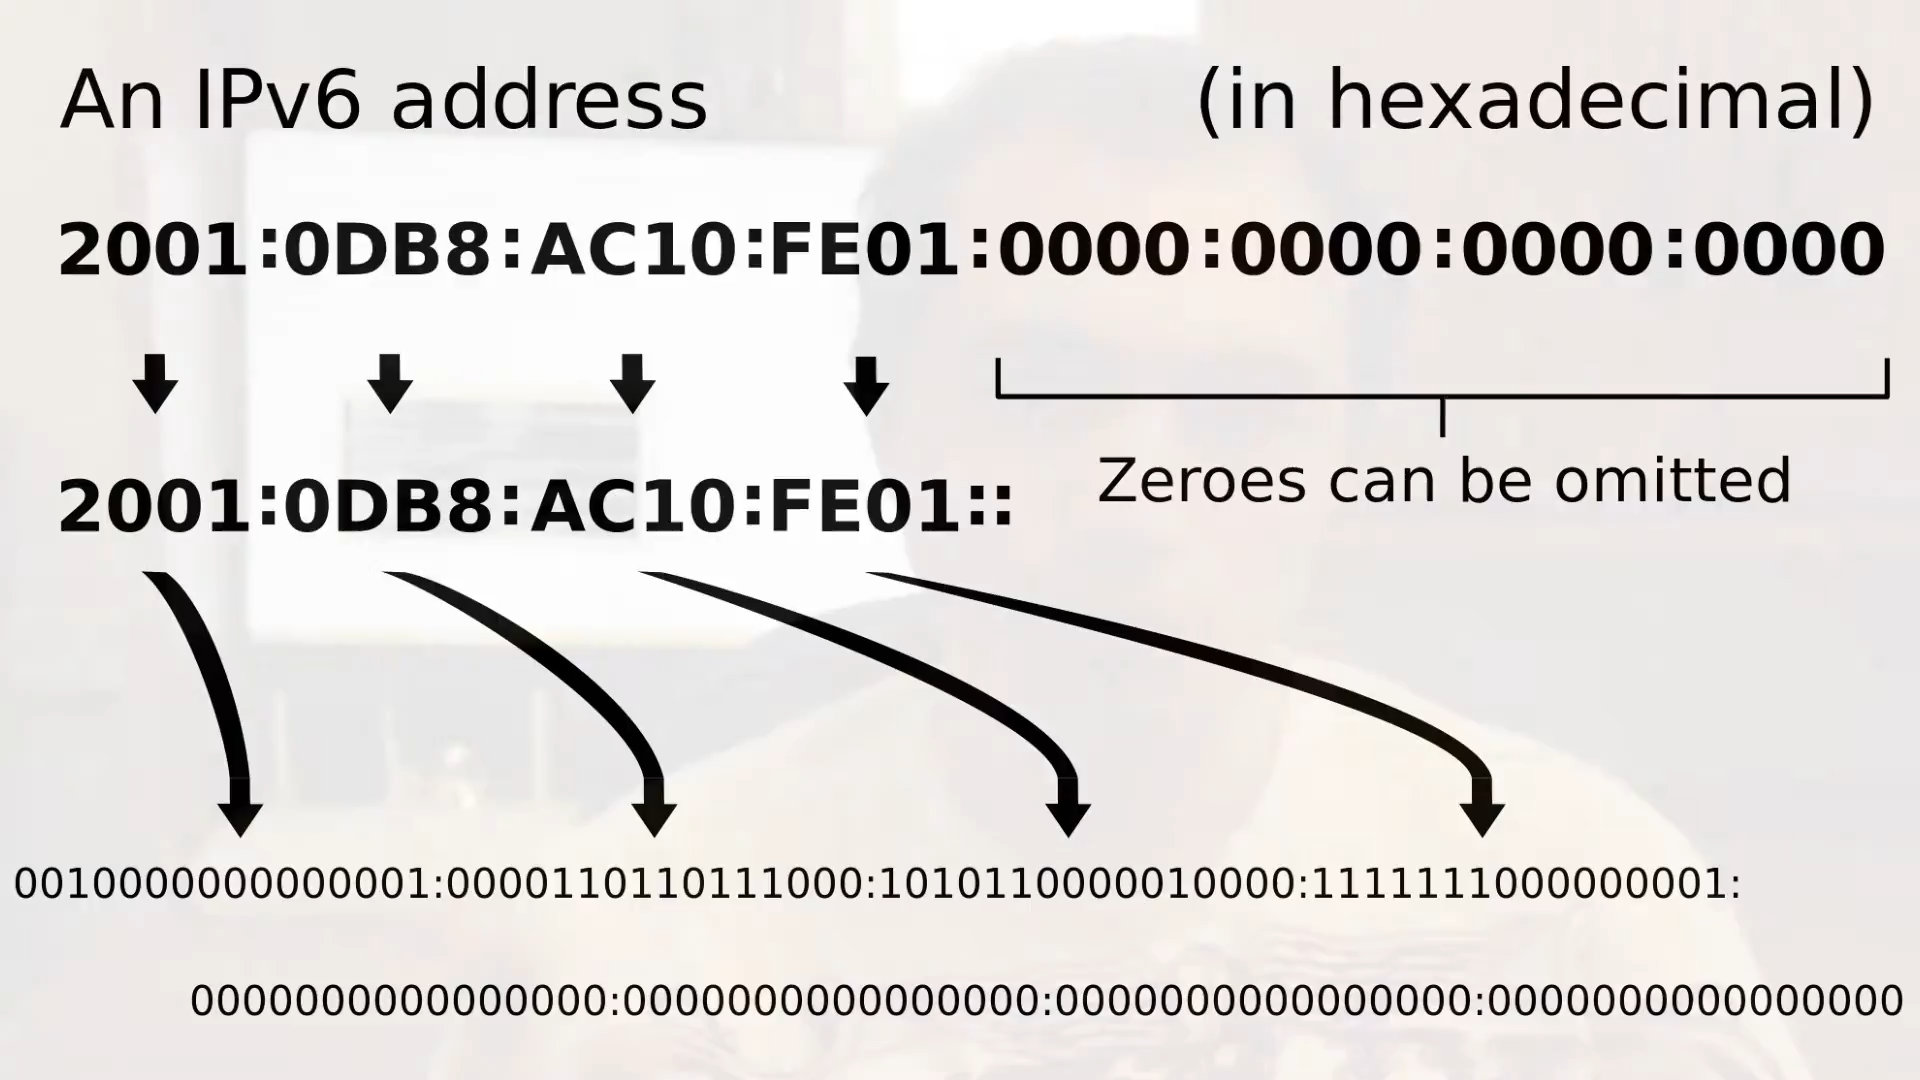 An IPv6 address (in hexadecimal)
2001:0DB8:AC10:FE01:0000:0000:0000:0000
2001:0DB8:AC10:FE01::
Zeroes can be omitted
0010000000000001:0000110110111000:1010110000010000:1111111000000001:
0000000000000000:0000000000000000:0000000000000000:0000000000000000